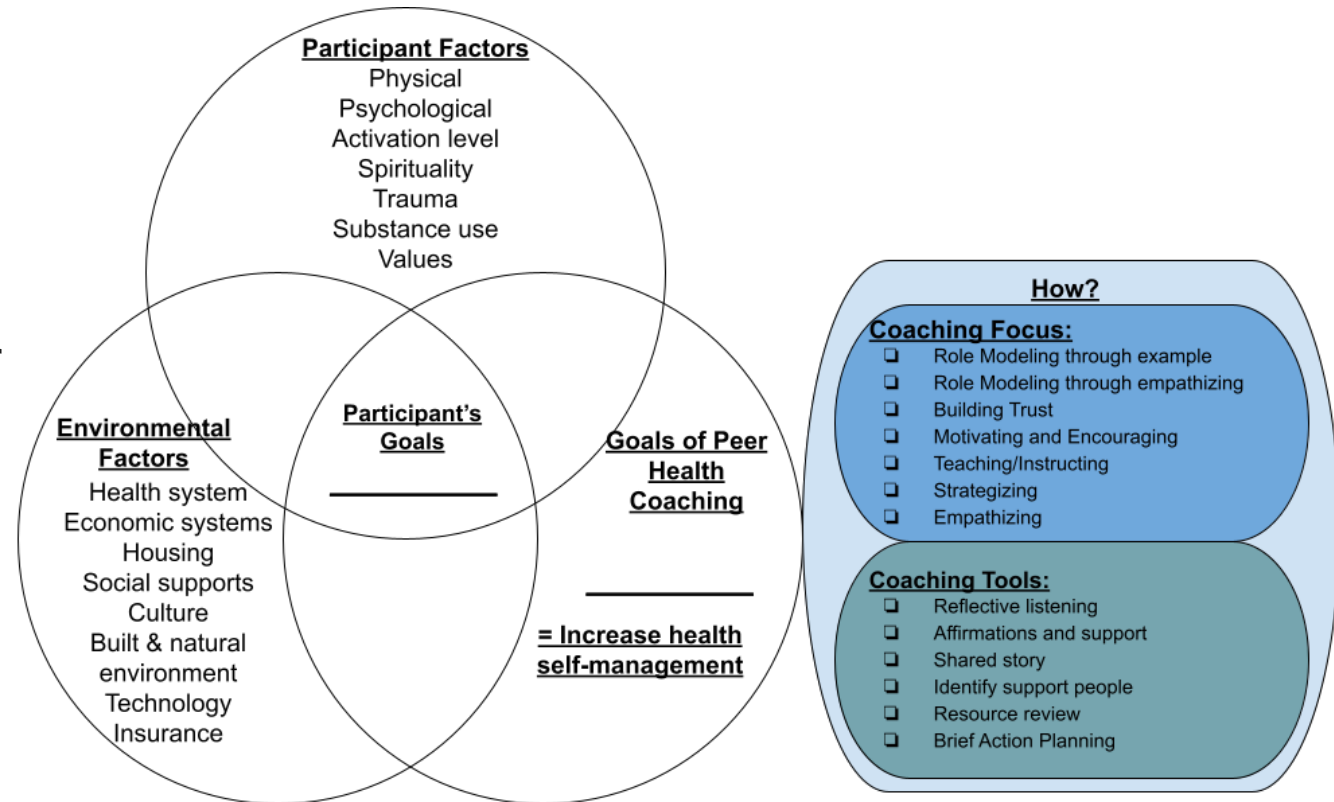 Participant Factors
Physical
Psychological
Activation level
Spirituality
Trauma
Substance use
Values
Environmental
Factors
Health system
Economic systems
Housing
Social supports
Culture
Built & natural
environment
Technology
Insurance
Participant’s
Goals
Goals of Peer
Health
Coaching
= Increase health
self-management
How?
Coaching Focus:
❏ Role Modeling through example
❏ Role Modeling through empathizing
❏ Building Trust
❏ Motivating and Encouraging
❏ Teaching/Instructing
❏ Strategizing
❏ Empathizing
Coaching Tools:
❏ Reflective listening
❏ Affirmations and support
❏ Shared story
❏ Identify support people
❏ Resource review
❏ Brief Action Planning